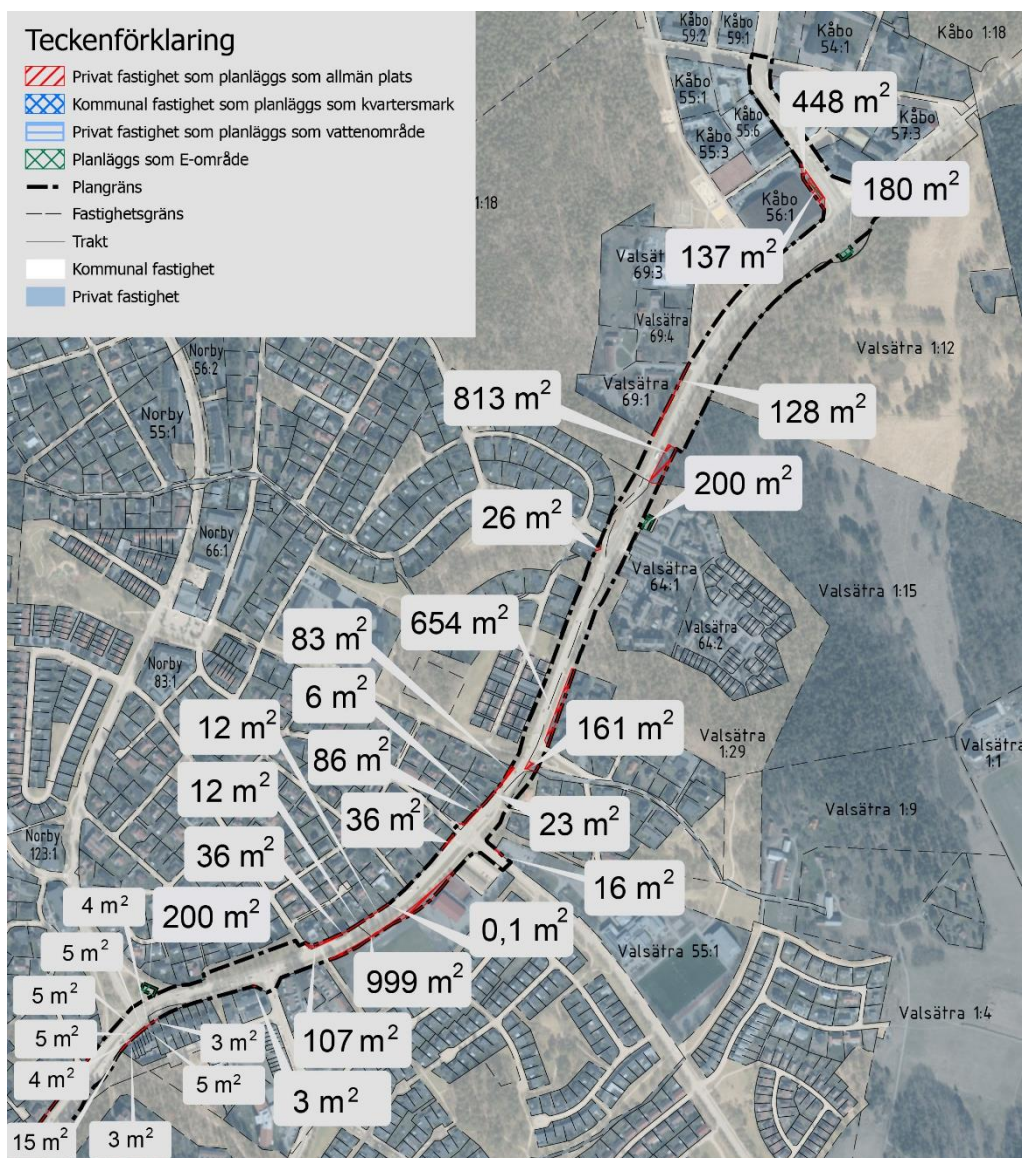 Teckenförklaring
Privat fastighet som planläggs som allmän plats
Kommunal fastighet som planläggs som kvartersmark
Privat fastighet som planläggs som vattenområde
Planläggs som E-område
Plangräns
Fastighetsgräns
Trakt
Kommunal fastighet
Privat fastighet
Kåbo
59:2
Kåbo
59:1
Kåbo
54:1
Kåbo 1:18
Kåbo
55:1
Kåbo
55:6
Kåbo
55:3
448 m²
Kåbo
57:3
1:18
Kåbo
56:1
180 m²
137 m²
Valsätra
69:3
Valsätra
69:4
Valsätra 1:12
Norby
56:2
Valsätra
69:1
813 m²
128 m²
Norby
55:1
200 m²
26 m²
Norby
66:1
Valsätra
64:1
Valsätra 1:15
654 m²
Valsätra
64:2
83 m²
Norby
83:1
6 m²
12 m²
161 m²
Valsätra
1:29
Valsätra
1:1
86 m²
12 m²
36 m²
23 m²
Valsätra 1:9
Norby
123:1
36 m²
16 m²
4 m²
200 m²
0,1 m²
5 m²
999 m²
Valsätra 55:1
5 m²
Valsätra 1:4
5 m²
3 m²
107 m²
4 m²
5 m²
3 m²
15 m²
3 m²